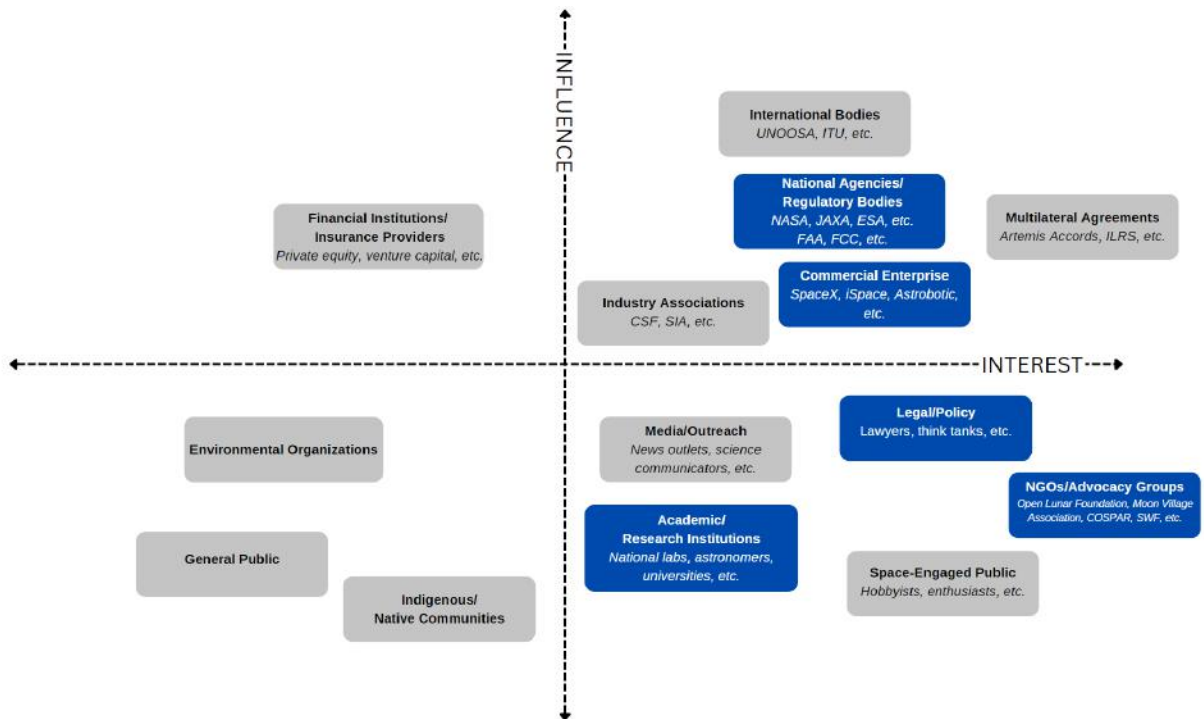 INFLUENCE
International Bodies
UNOOSA, ITU, etc.
National Agencies/
Regulatory Bodies
NASA, JAXA, ESA, etc.
FAA, FCC, etc.
Financial Institutions/
Insurance Providers
Private equity, venture capital, etc.
Multilateral Agreements
Artemis Accords, ILRS, etc.
Commercial Enterprise
SpaceX, iSpace, Astrobotic,
etc.
Industry Associations
CSF, SIA, etc.
INTEREST
Legal/Policy
Lawyers, think tanks, etc.
Environmental Organizations
Media/Outreach
News outlets, science
communicators, etc.
NGOs/Advocacy Groups
Open Lunar Foundation, Moon Village
Association, COSPAR, SWF, etc.
Academic/
Research Institutions
National labs, astronomers,
universities, etc.
General Public
Space-Engaged Public
Hobbyists, enthusiasts, etc.
Indigenous/
Native Communities